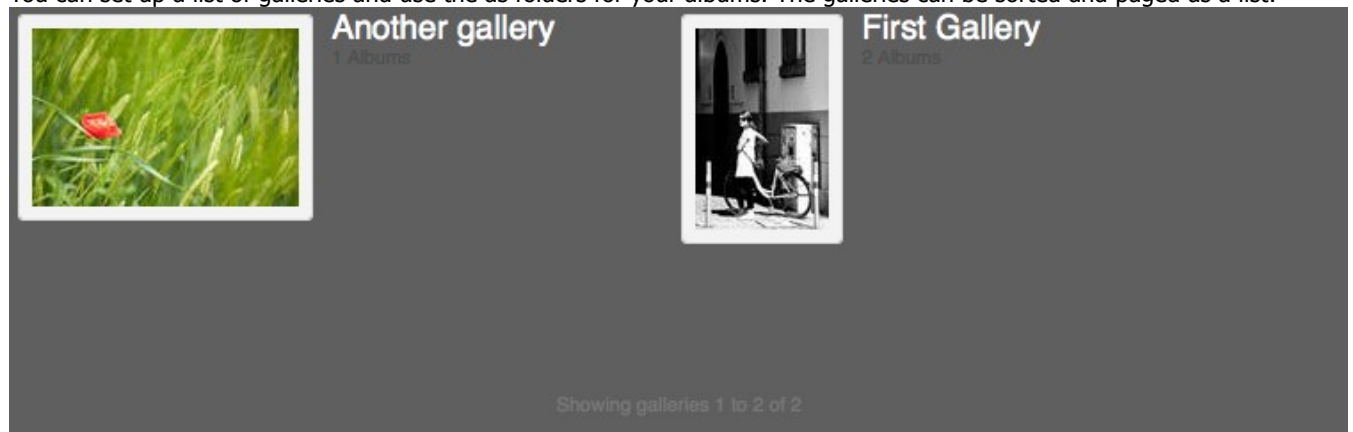 You can set up a list of galleries and use the as folders for your albums. The galleries can be sorted and paged as a list.
Another gallery
1 Albums
First Gallery
2 Albums
Showing galleries 1 to 2 of 2